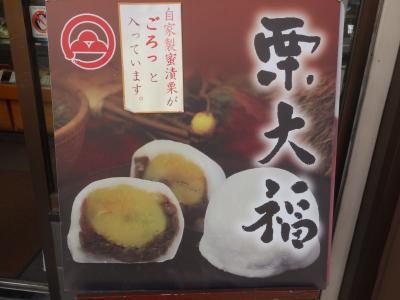 栗大福
自家製蜜漬栗が
ごろっと
入っています。